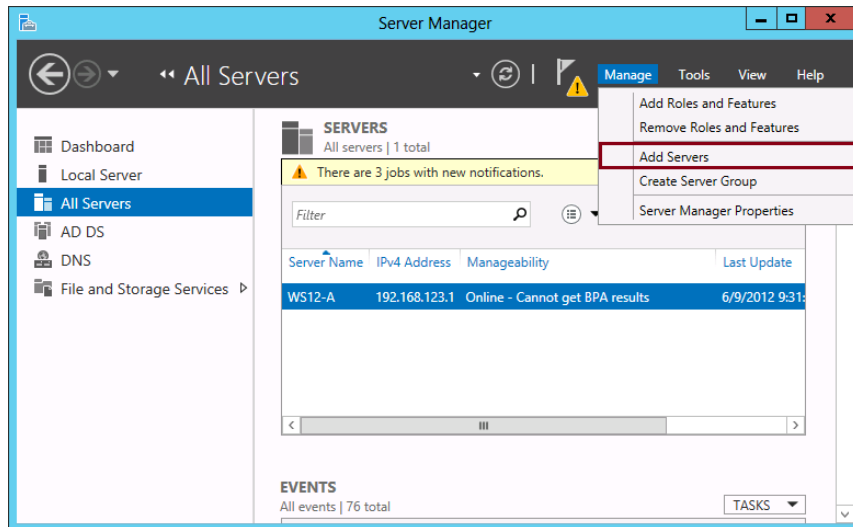 Server Manager
All Servers
Manage Tools View Help
Add Roles and Features
Remove Roles and Features
Add Servers
Create Server Group
Server Manager Properties
Dashboard
Local Server
All Servers
AD DS
DNS
File and Storage Services
SERVERS
All servers | 1 total
There are 3 jobs with new notifications.
Filter
Server Name IPv4 Address Manageability Last Update
WS12-A 192.168.123.1 Online - Cannot get BPA results 6/9/2012 9:31:
EVENTS
All events | 76 total
TASKS